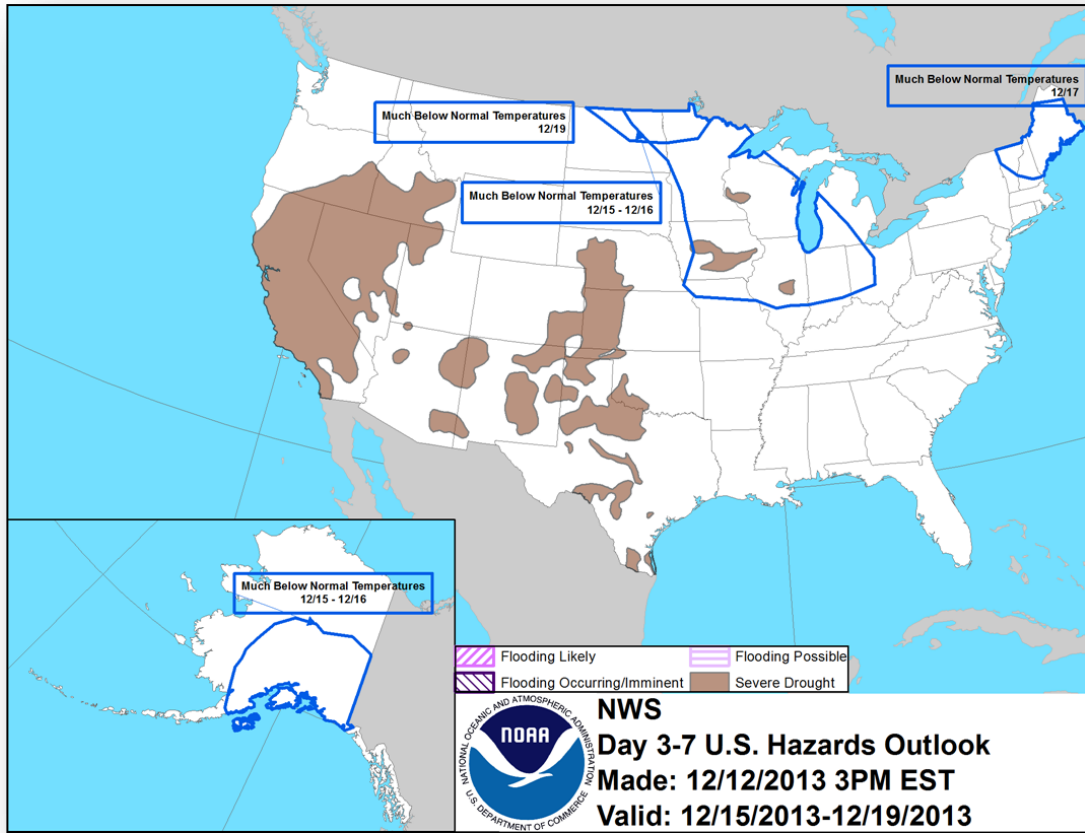 Much Below Normal Temperatures
12/17
Much Below Normal Temperatures
12/19
Much Below Normal Temperatures
12/15 - 12/16
Much Below Normal Temperatures
12/15 - 12/16
Flooding Likely
Flooding Possible
Flooding Occurring/Imminent
Severe Drought
NATIONAL OCEANIC AND ATMOSPHERIC ADMINISTRATION
NOAA
U.S. DEPARTMENT OF COMMERCE
NWS
Day 3-7 U.S. Hazards Outlook
Made: 12/12/2013 3PM EST
Valid: 12/15/2013-12/19/2013